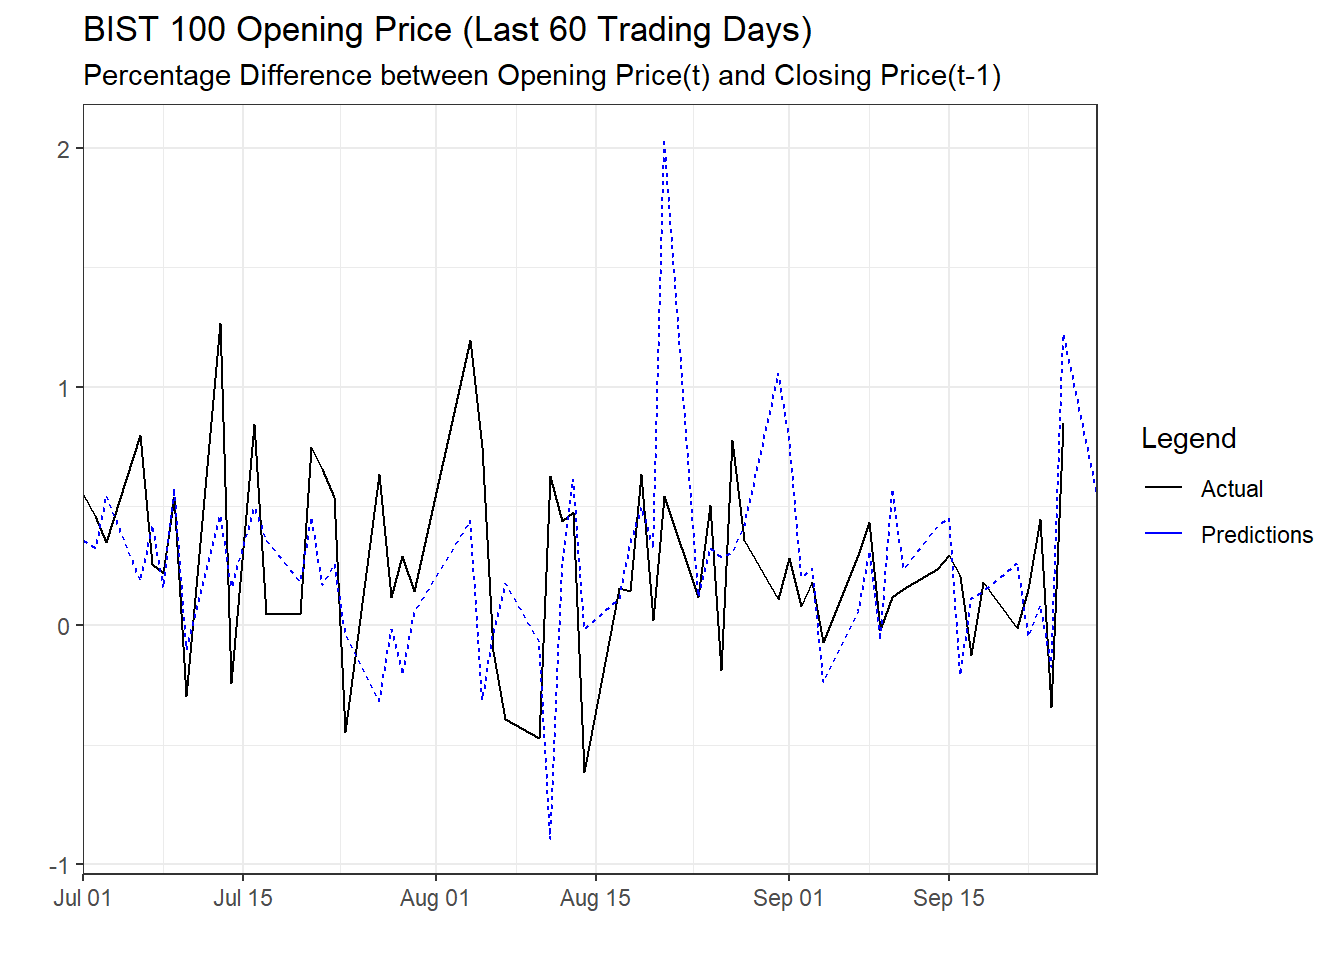 BIST 100 Opening Price (Last 60 Trading Days)
Percentage Difference between Opening Price(t) and Closing Price(t-1)
2
1
0
-1
Jul 01
Jul 15
Aug 01
Aug 15
Sep 01
Sep 15
Legend
Actual
Predictions